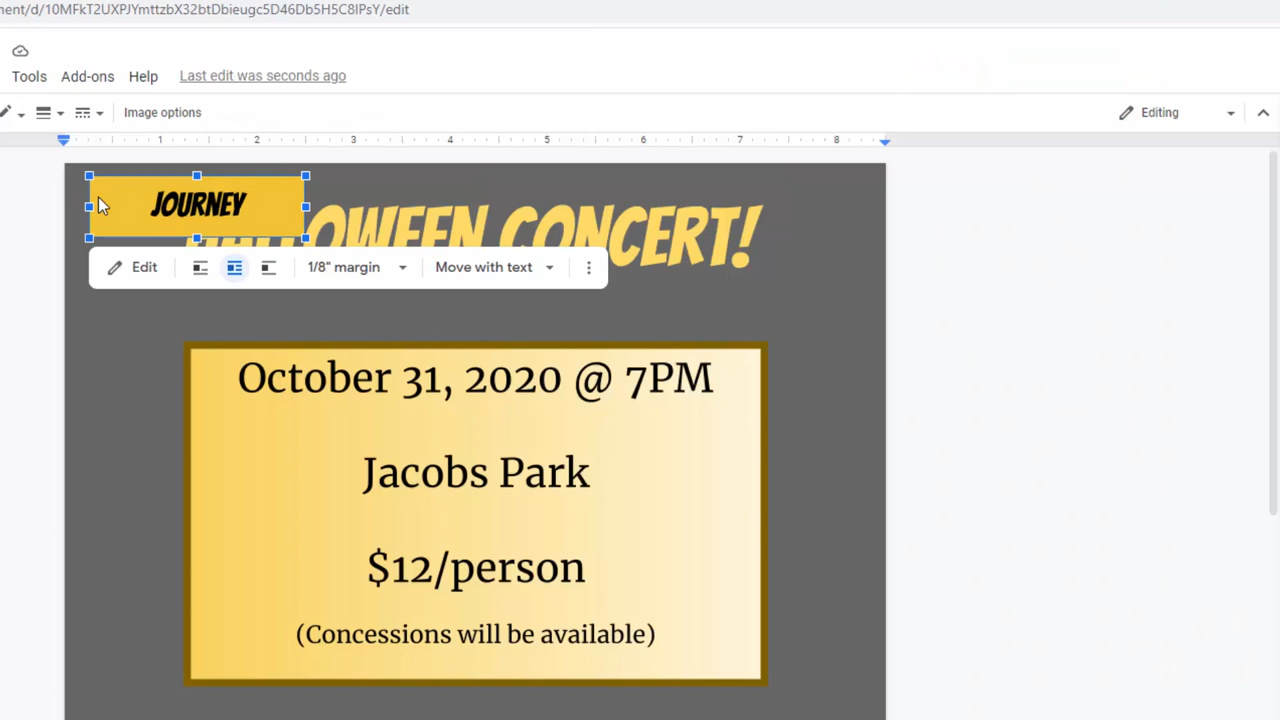 ment/d/10MFkT2UXPJYmttzbX32btDbieugc5D46Db5H5C8IPsY/edit
Tools Add-ons Help Last edit was seconds ago
Image options Editing
1 2 3 4 5 6 7 8
JOURNEY
HALLOWEEN CONCERT!
Edit 1/8" margin Move with text
October 31, 2020 @ 7PM
Jacobs Park
$12/person
(Concessions will be available)